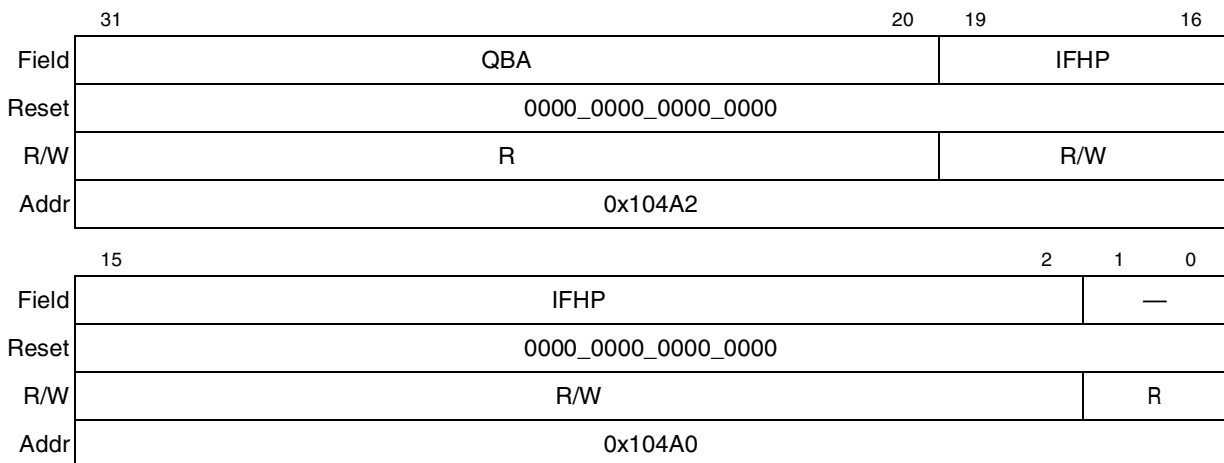 31 20 19 16
Field QBA IFHP
Reset 0000_0000_0000_0000
R/W R R/W
Addr 0x104A2
15 2 1 0
Field IFHP —
Reset 0000_0000_0000_0000
R/W R/W R
Addr 0x104A0